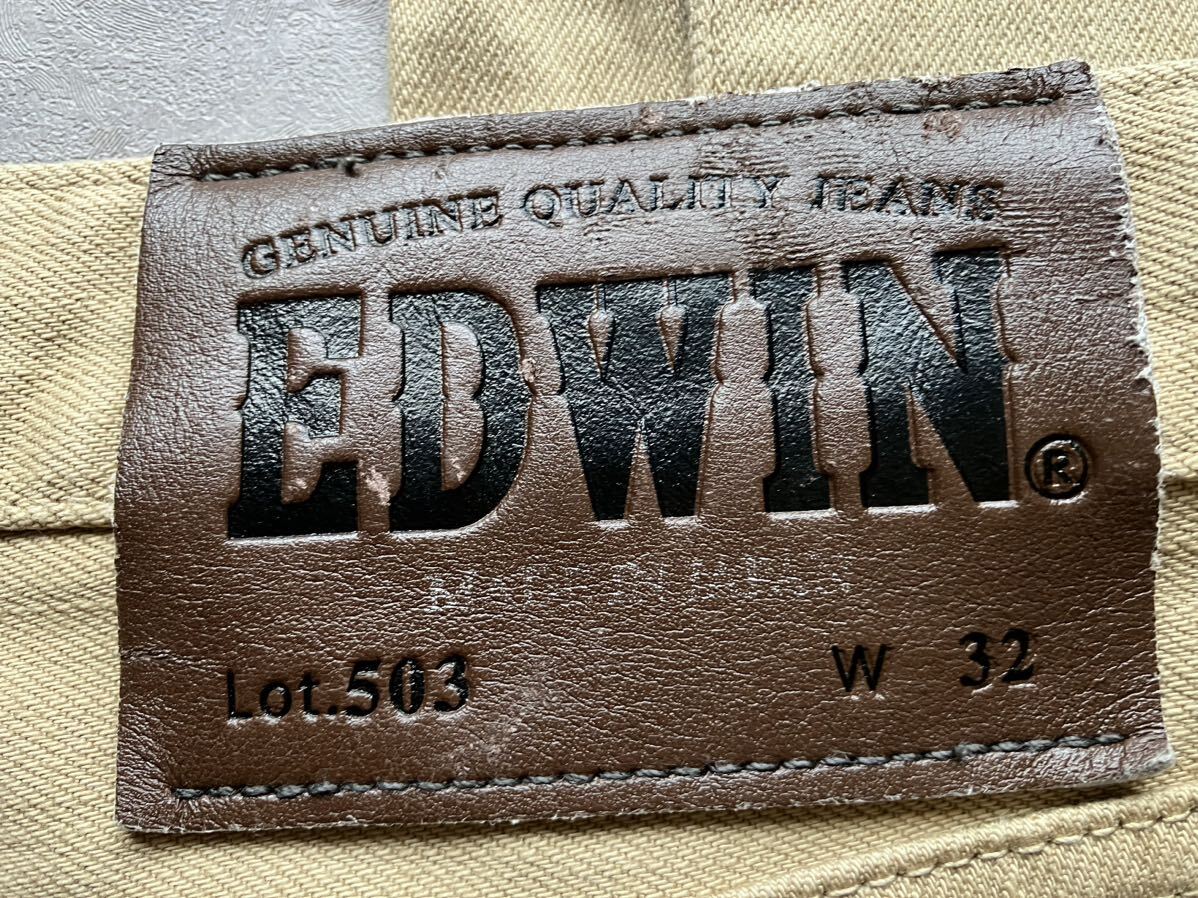 GENUINE QUALITY JEANS
EDWIN®
Lot.503 W 32